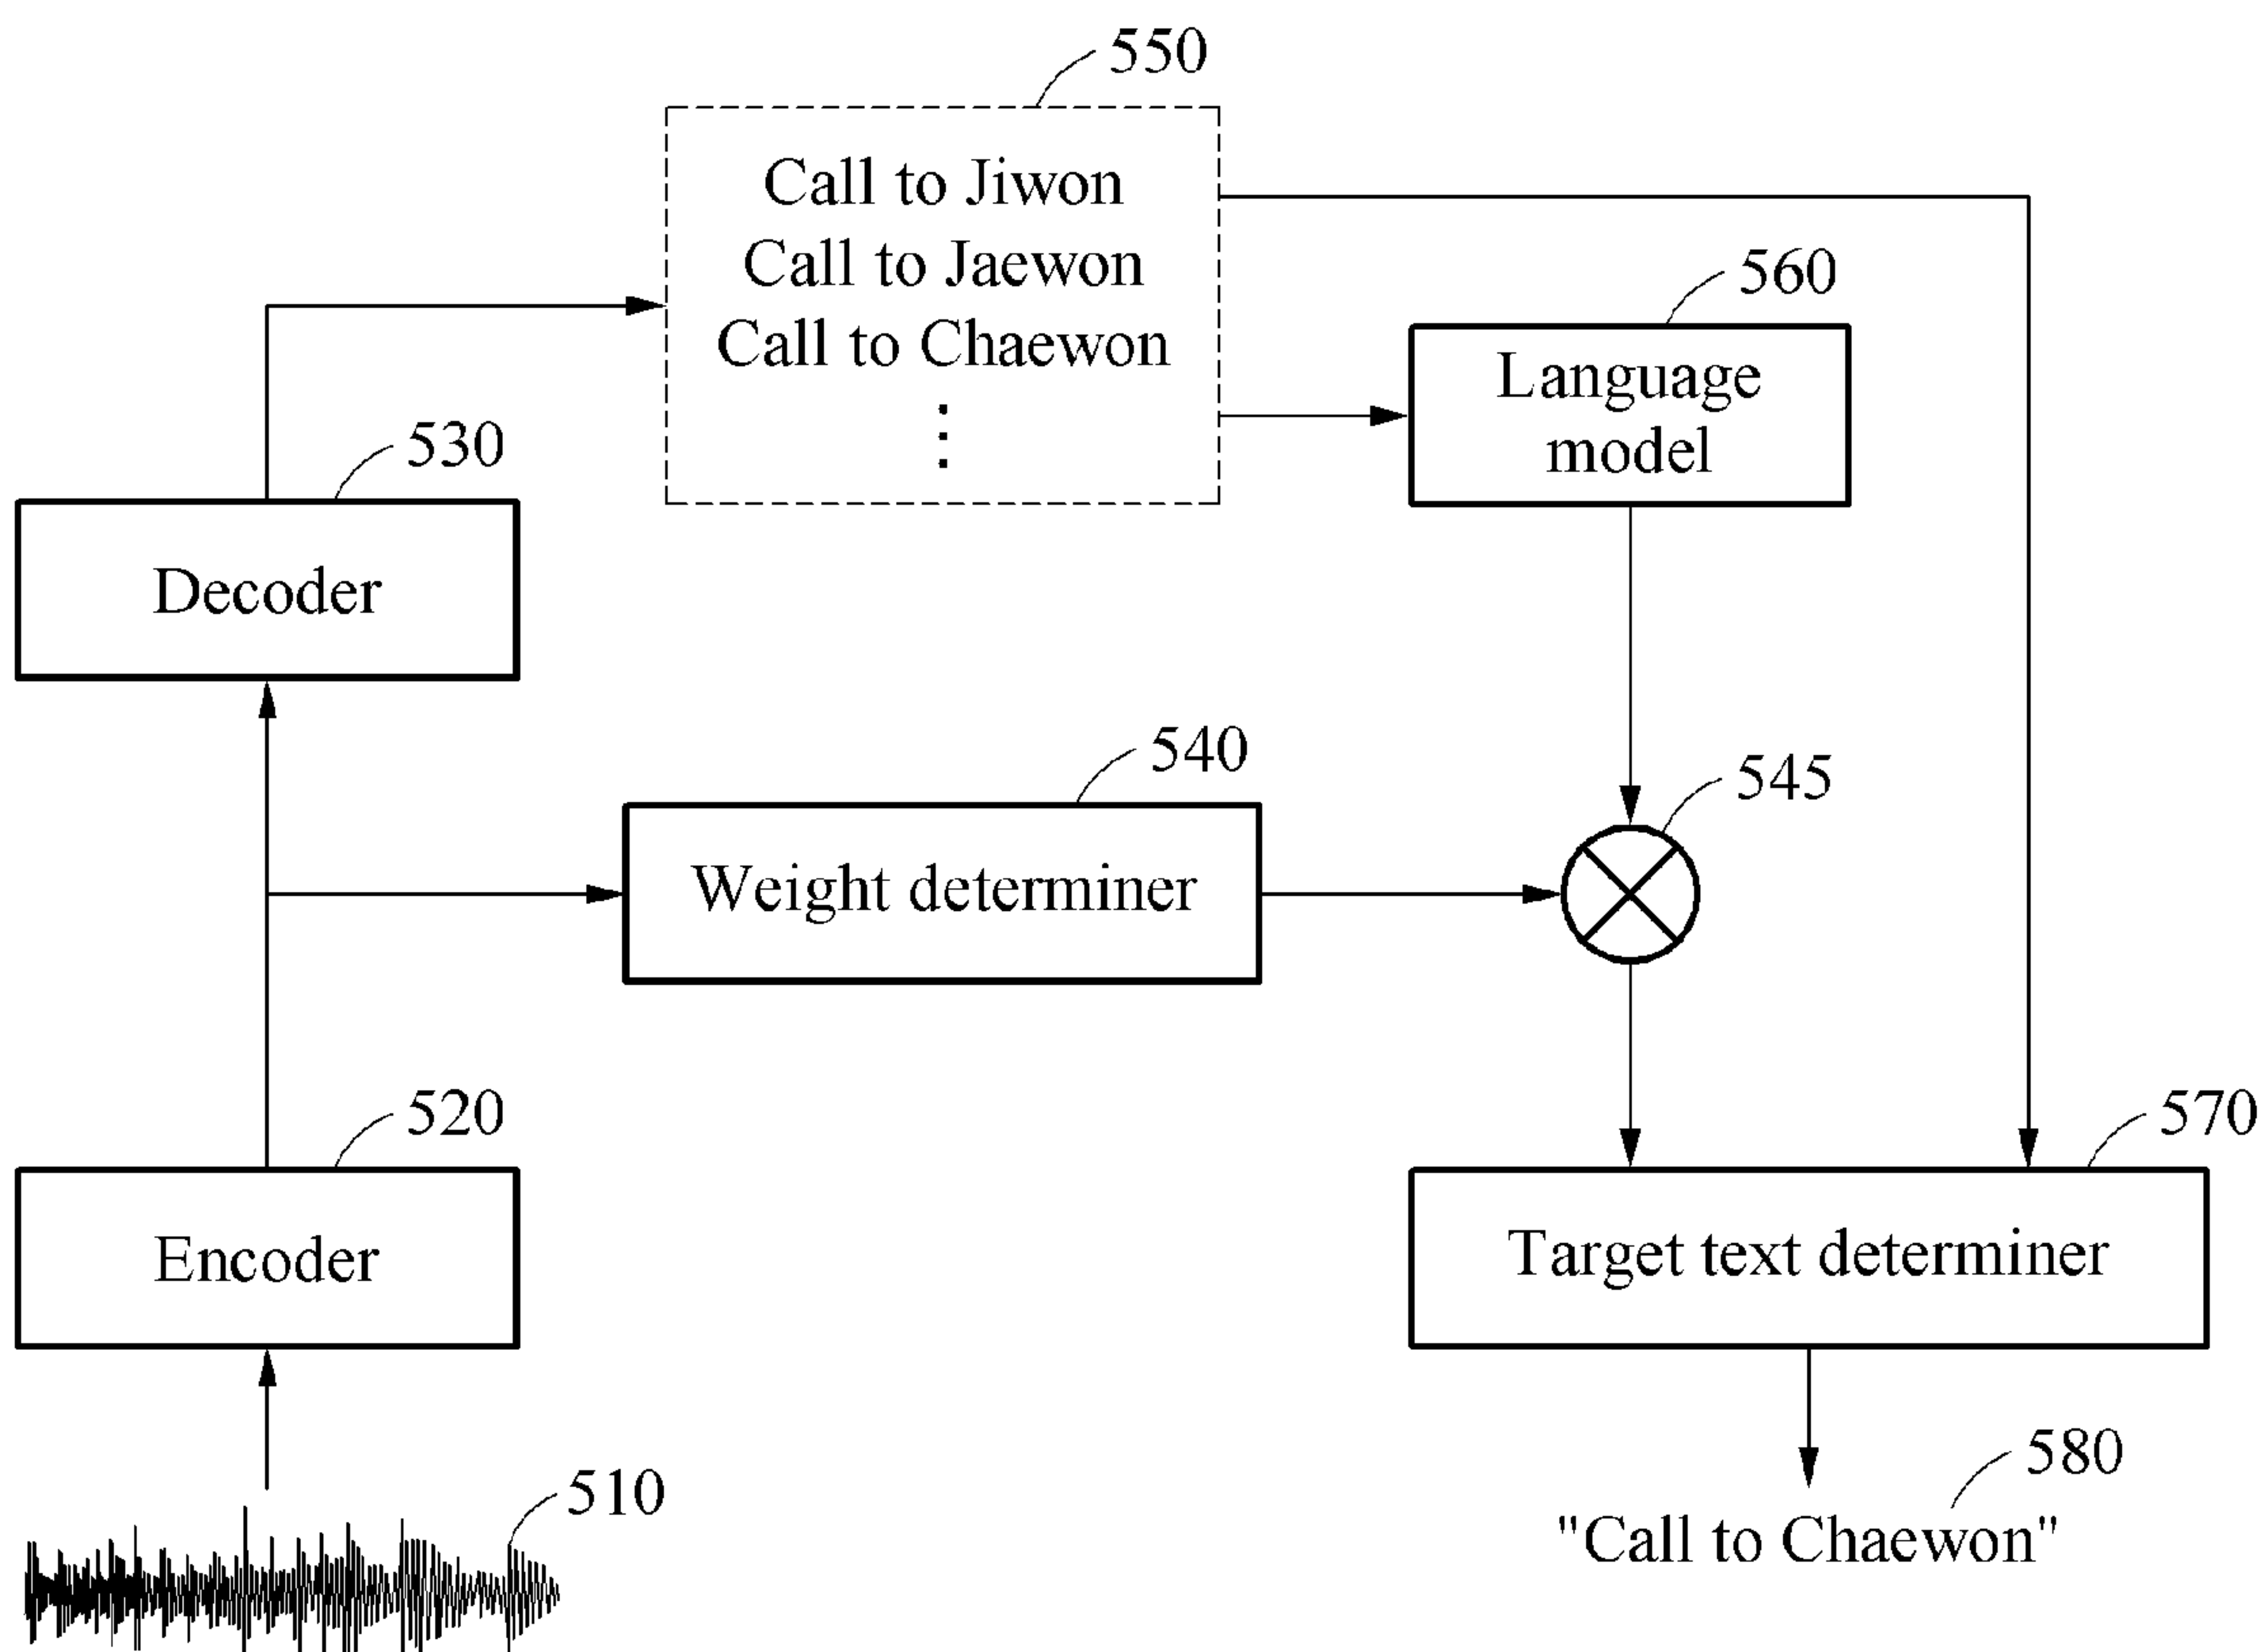 550
Call to Jiwon
Call to Jaewon
Call to Chaewon
560
Language
model
530
Decoder
540
Weight determiner
545
520
Encoder
570
Target text determiner
510
580
"Call to Chaewon"